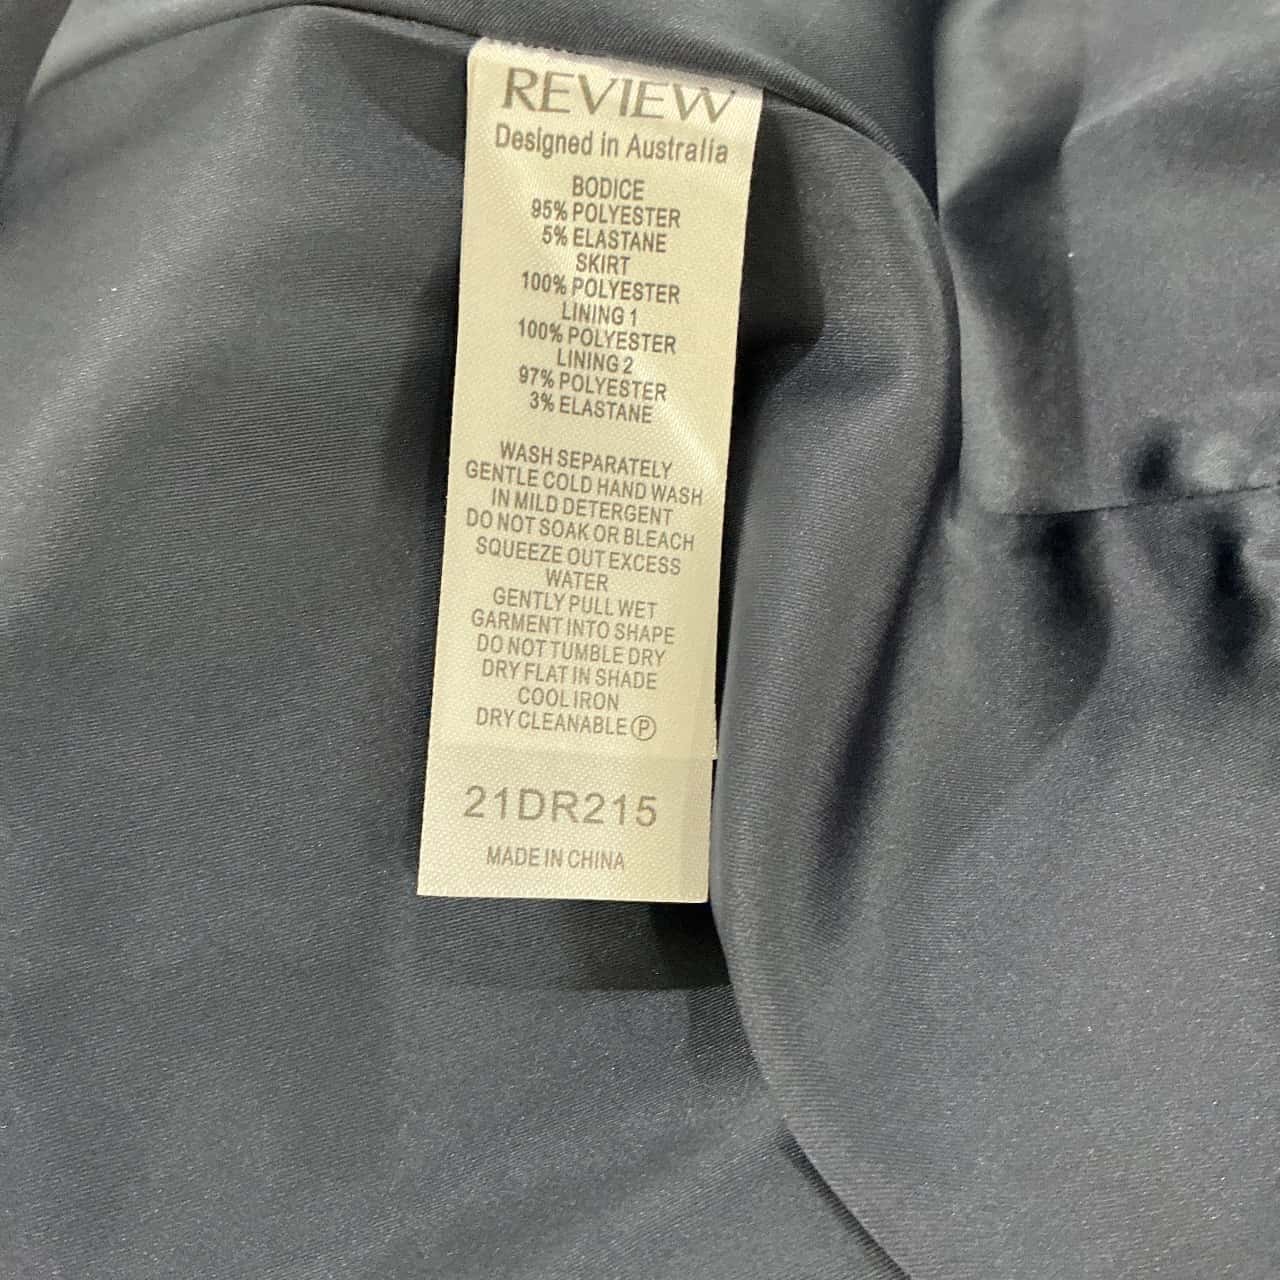 REVIEW
Designed in Australia
BODICE
95% POLYESTER
5% ELASTANE
SKIRT
100% POLYESTER
LINING 1
100% POLYESTER
LINING 2
97% POLYESTER
3% ELASTANE
WASH SEPARATELY
GENTLE COLD HAND WASH
IN MILD DETERGENT
DO NOT SOAK OR BLEACH
SQUEEZE OUT EXCESS
WATER
GENTLY PULL WET
GARMENT INTO SHAPE
DO NOT TUMBLE DRY
DRY FLAT IN SHADE
COOL IRON
DRY CLEANABLE Ⓟ
21DR215
MADE IN CHINA